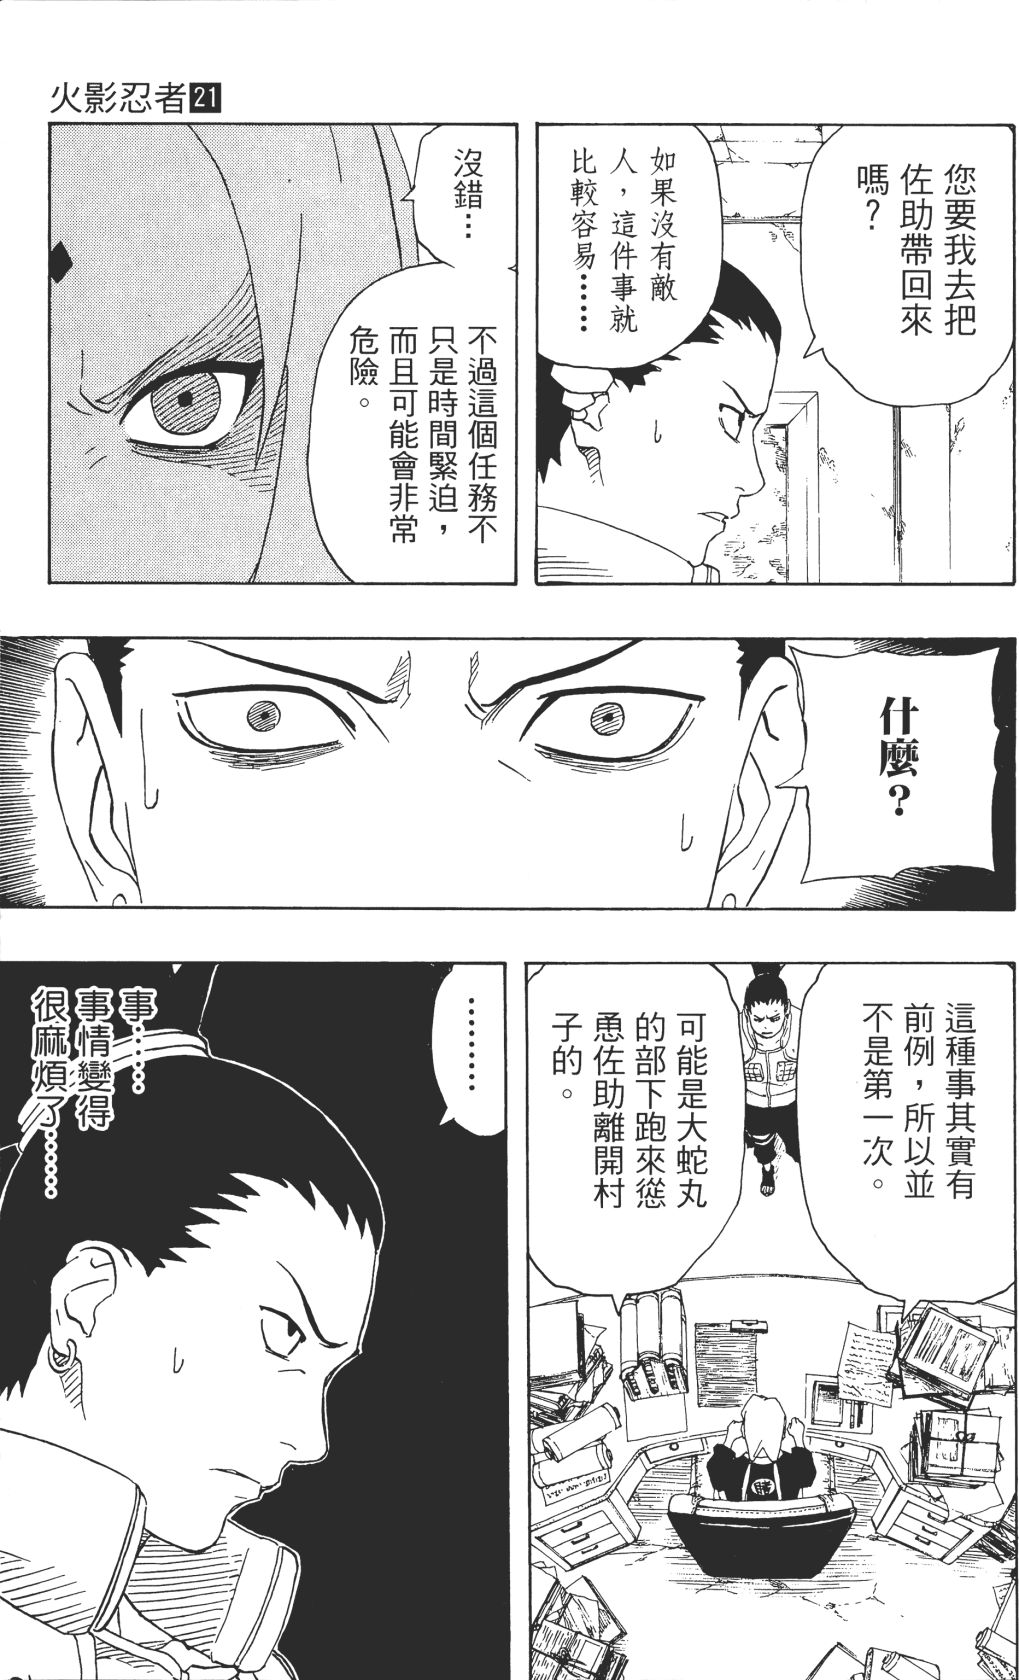 火影忍者21
您要我去把
佐助帶回來
嗎？
如果沒有敵
人，這件事就
比較容易……
沒錯…
不過這個任務不
只是時間緊迫，
而且可能會非常
危險。
什麼？
這種事其實有
前例，所以並
不是第一次。
可能是大蛇丸
的部下跑來慫
恿佐助離開村
子的。
………
事……
事情變得
很麻煩了……
賭